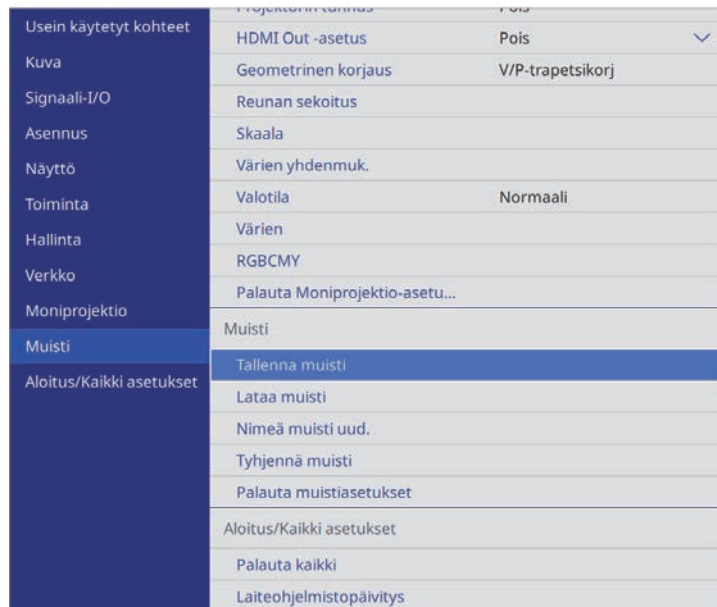 Usein käytetyt kohteet
Kuva
Signaali-I/O
Asennus
Näyttö
Toiminta
Hallinta
Verkko
Moniprojektio
Muisti
Aloitus/Kaikki asetukset
HDMI Out -asetus Pois
Geometrinen korjaus V/P-trapetsikorj
Reunan sekoitus
Skaala
Värien yhdenmuk.
Valotila Normaali
Värien
RGBCMY
Palauta Moniprojektio-asetu...
Muisti
Tallenna muisti
Lataa muisti
Nimeä muisti uud.
Tyhjennä muisti
Palauta muistiasetukset
Aloitus/Kaikki asetukset
Palauta kaikki
Laiteohjelmistopäivitys